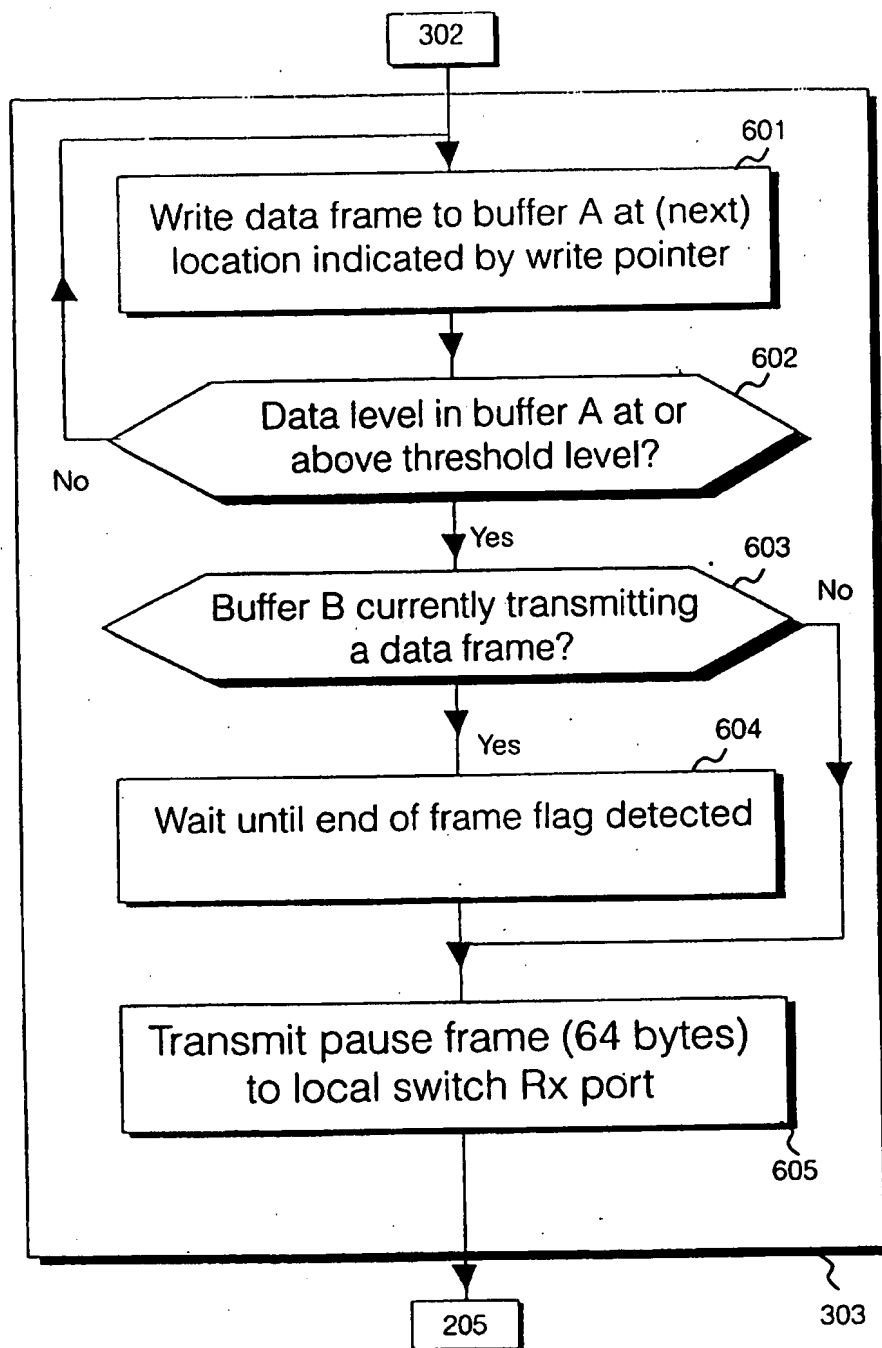 302
601
Write data frame to buffer A at (next)
location indicated by write pointer
602
Data level in buffer A at or
above threshold level?
No
Yes
603
Buffer B currently transmitting
a data frame?
No
Yes
604
Wait until end of frame flag detected
Transmit pause frame (64 bytes)
to local switch Rx port
605
303
205